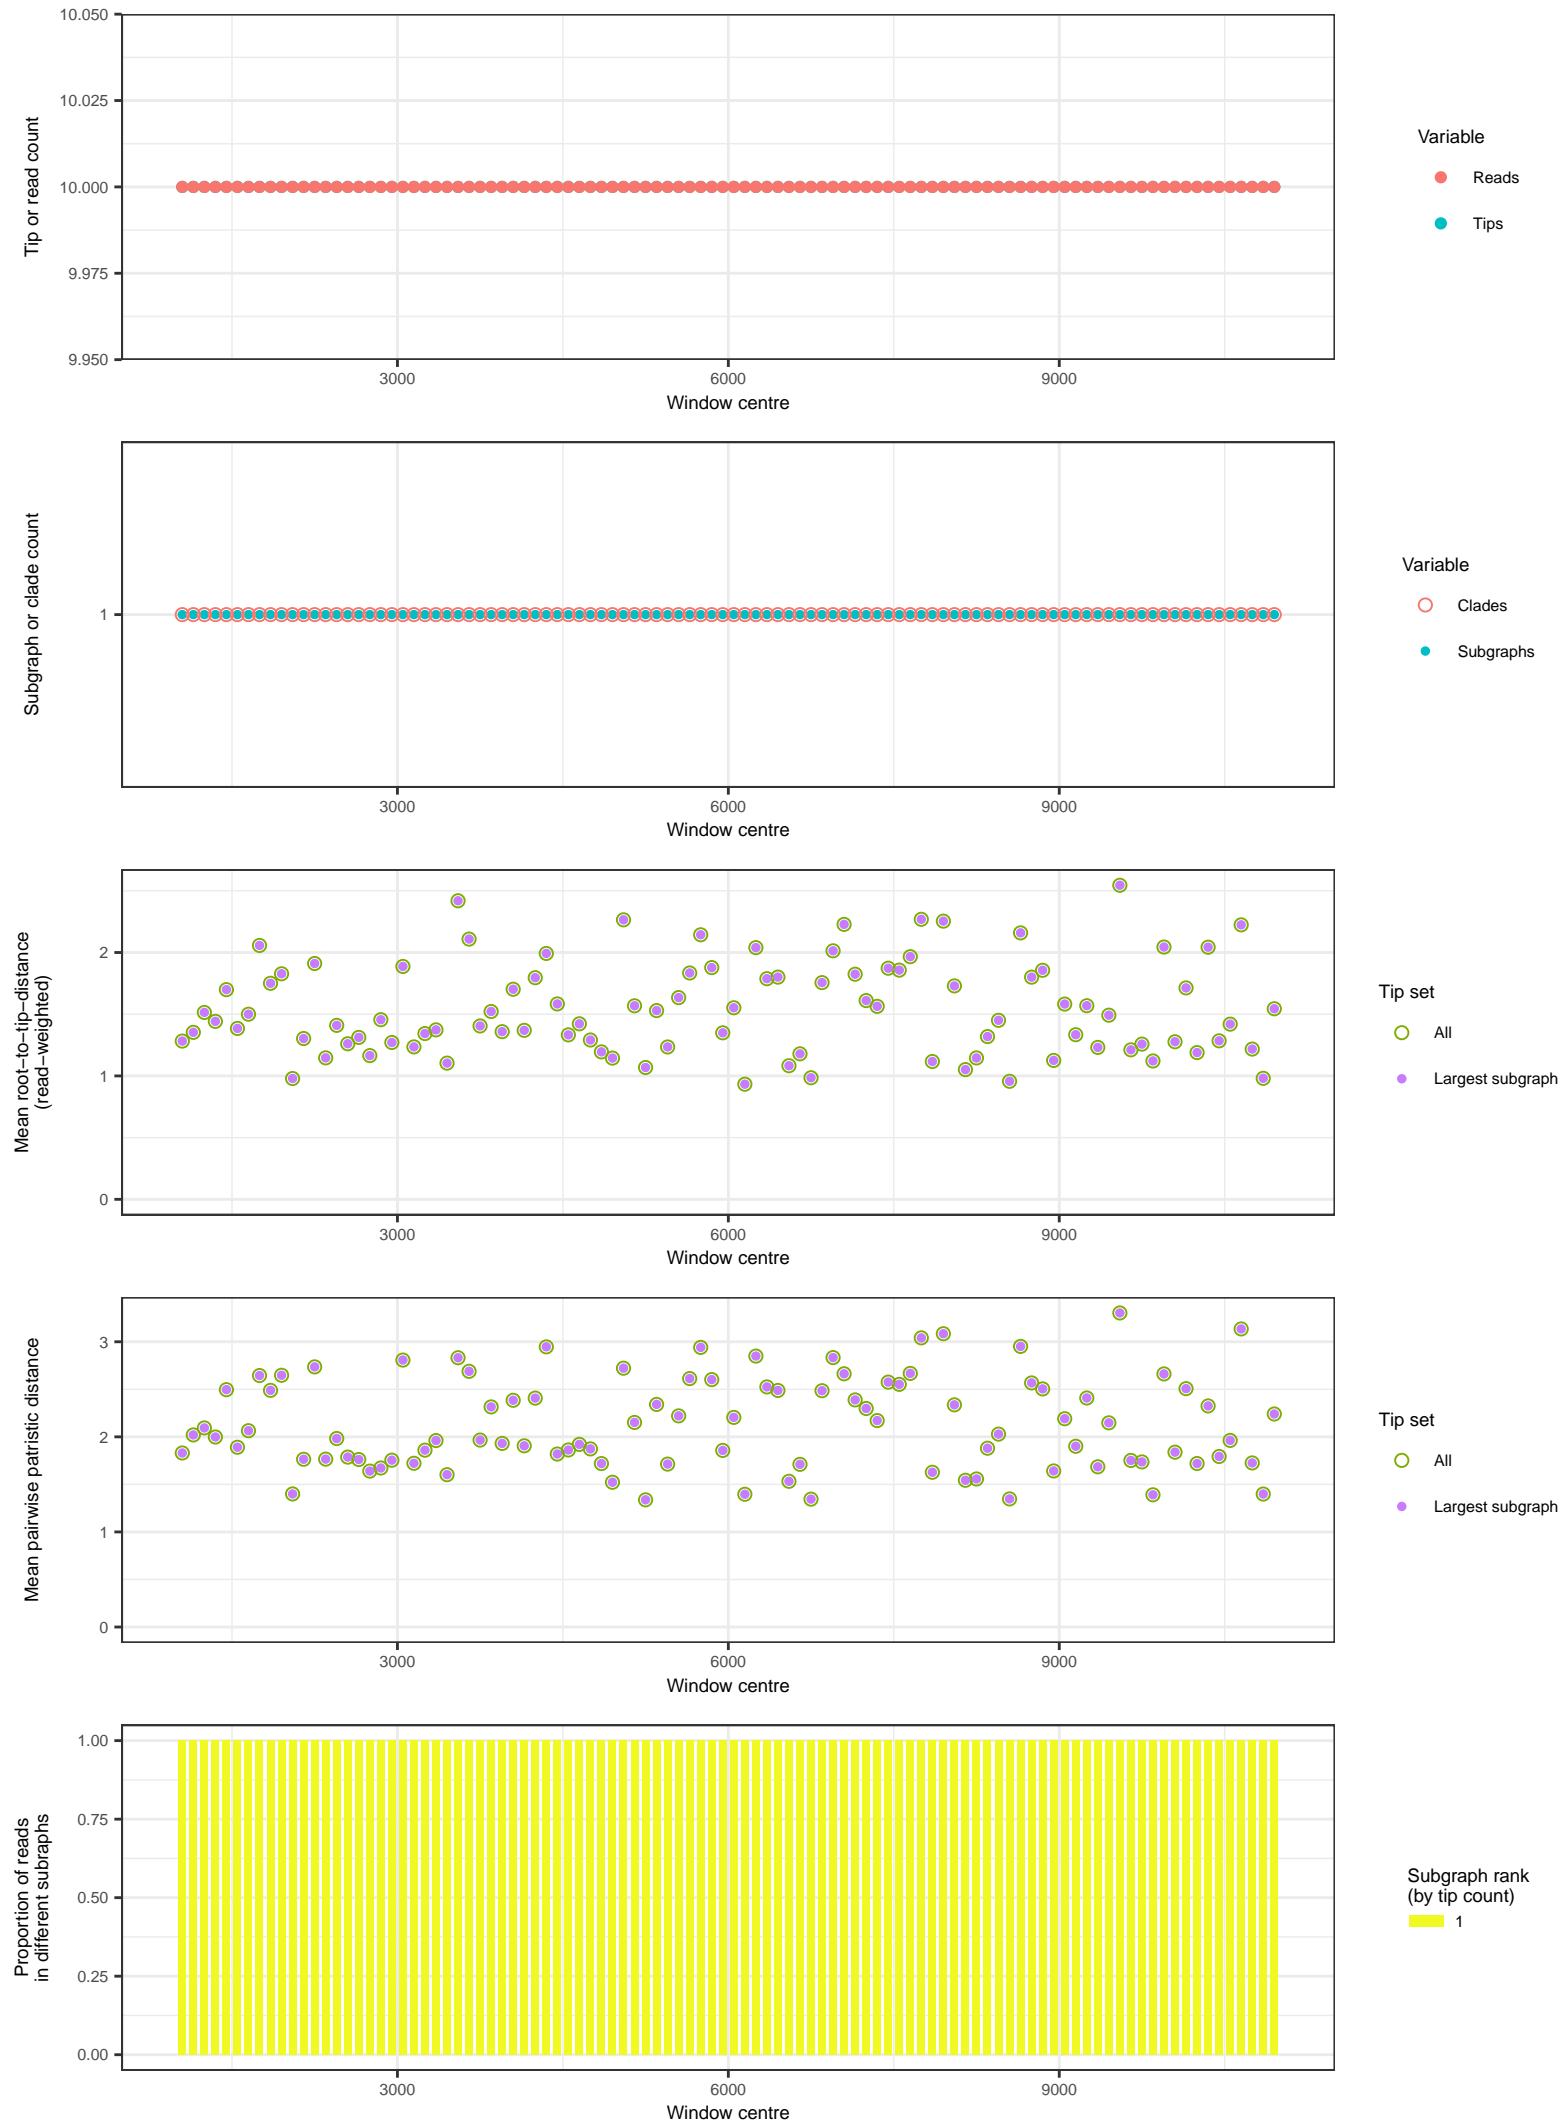 10.050
10.025
10.000
9.975
9.950
Tip or read count
3000
6000
9000
Window centre
Variable
Reads
Tips
1
Subgraph or clade count
3000
6000
9000
Window centre
Variable
Clades
Subgraphs
2
1
0
Mean root−to−tip−distance
(read−weighted)
3000
6000
9000
Window centre
Tip set
All
Largest subgraph
3
2
1
0
Mean pairwise patristic distance
3000
6000
9000
Window centre
Tip set
All
Largest subgraph
1.00
0.75
0.50
0.25
0.00
Proportion of reads
in different subraphs
3000
6000
9000
Window centre
Subgraph rank
(by tip count)
1